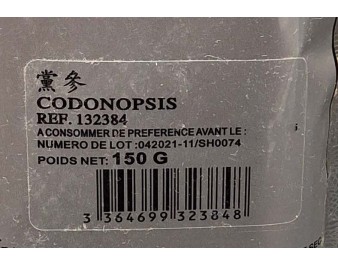 黨參
CODONOPSIS
REF. 132384
A CONSOMMER DE PREFERENCE AVANT LE :
NUMERO DE LOT :042021-11/SH0074
POIDS NET: 150 G
3 364699 323848